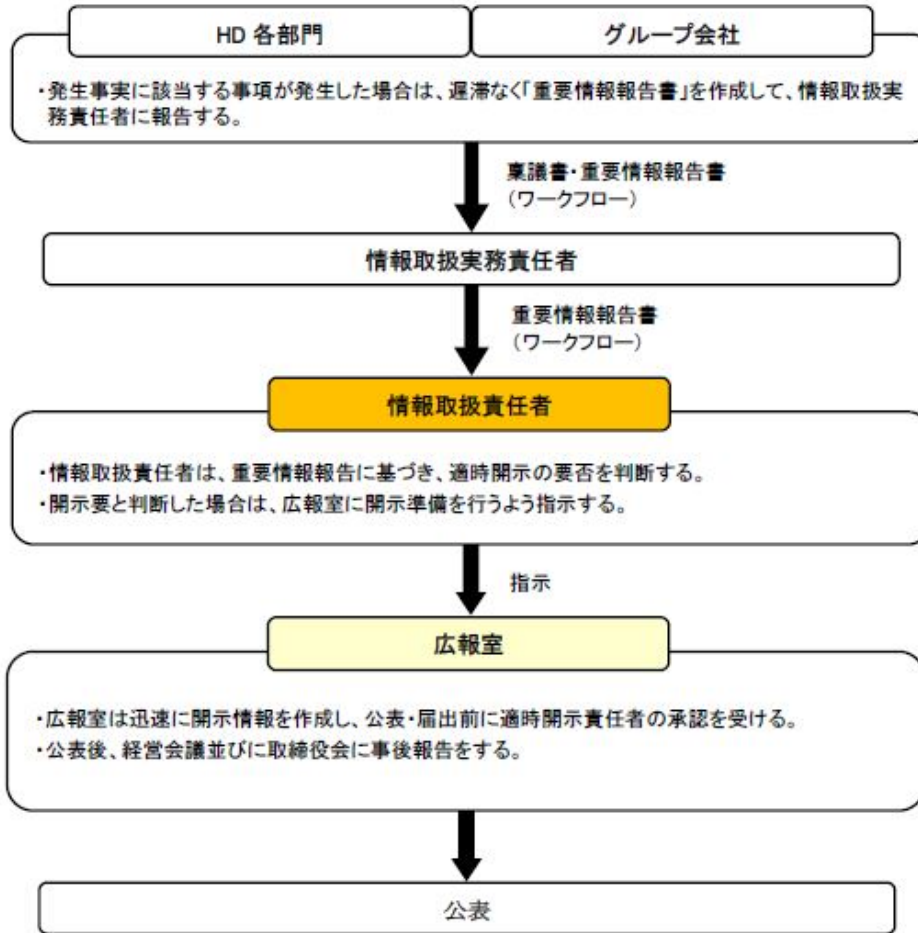 HD 各部門
グループ会社
・発生事実に該当する事項が発生した場合は、遅滞なく「重要情報報告書」を作成して、情報取扱実
務責任者に報告する。
稟議書・重要情報報告書
（ワークフロー）
情報取扱実務責任者
重要情報報告書
（ワークフロー）
情報取扱責任者
・情報取扱責任者は、重要情報報告に基づき、適時開示の要否を判断する。
・開示要と判断した場合は、広報室に開示準備を行うよう指示する。
指示
広報室
・広報室は迅速に開示情報を作成し、公表・届出前に適時開示責任者の承認を受ける。
・公表後、経営会議並びに取締役会に事後報告をする。
公表